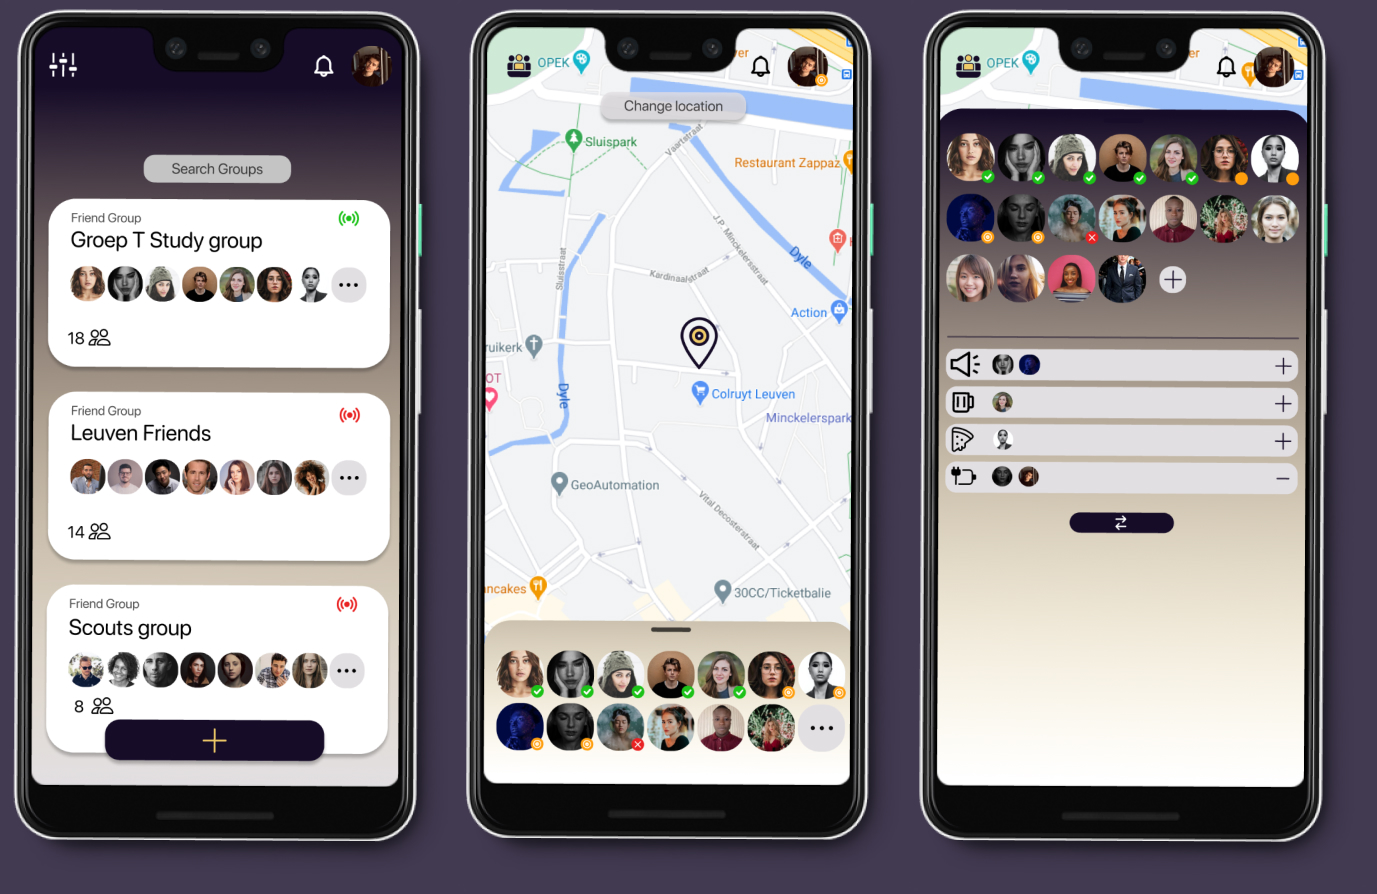 Search Groups
Friend Group
Groep T Study group
18
Friend Group
Leuven Friends
14
Friend Group
Scouts group
8
OPEK
ver
Change location
Sluispark
Vaartstraat
Restaurant Zappaz
J.P. Minckelersstraat
Dyle
Sluisstraat
Kardinaalstraat
Action
ruikerk
OT
Dyle
Colruyt Leuven
Minckelerspark
GeoAutomation
Vital Decosterstraat
ncakes
30CC/Ticketbalie
OPEK
er